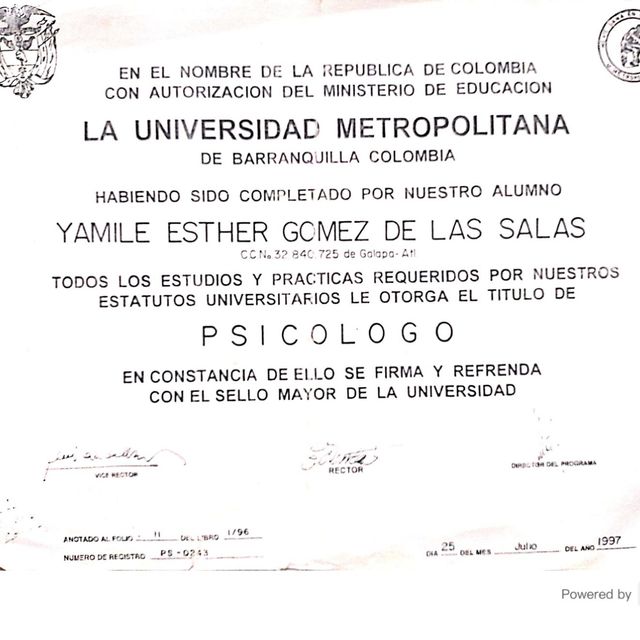 EN EL NOMBRE DE LA REPUBLICA DE COLOMBIA
CON AUTORIZACION DEL MINISTERIO DE EDUCACION
LA UNIVERSIDAD METROPOLITANA
DE BARRANQUILLA COLOMBIA
HABIENDO SIDO COMPLETADO POR NUESTRO ALUMNO
YAMILE ESTHER GOMEZ DE LAS SALAS
C.C.No. 32.840.725 de Galapa-Atl
TODOS LOS ESTUDIOS Y PRACTICAS REQUERIDOS POR NUESTROS
ESTATUTOS UNIVERSITARIOS LE OTORGA EL TITULO DE
PSICOLOGO
EN CONSTANCIA DE ELLO SE FIRMA Y REFRENDA
CON EL SELLO MAYOR DE LA UNIVERSIDAD
VICE RECTOR
RECTOR
DIRECTOR DEL PROGRAMA
ANOTADO AL FOLIO 11 DEL LIBRO 1/96
NUMERO DE REGISTRO PS-0243
DIA 25 DEL MES Julio DEL AÑO 1997
Powered by